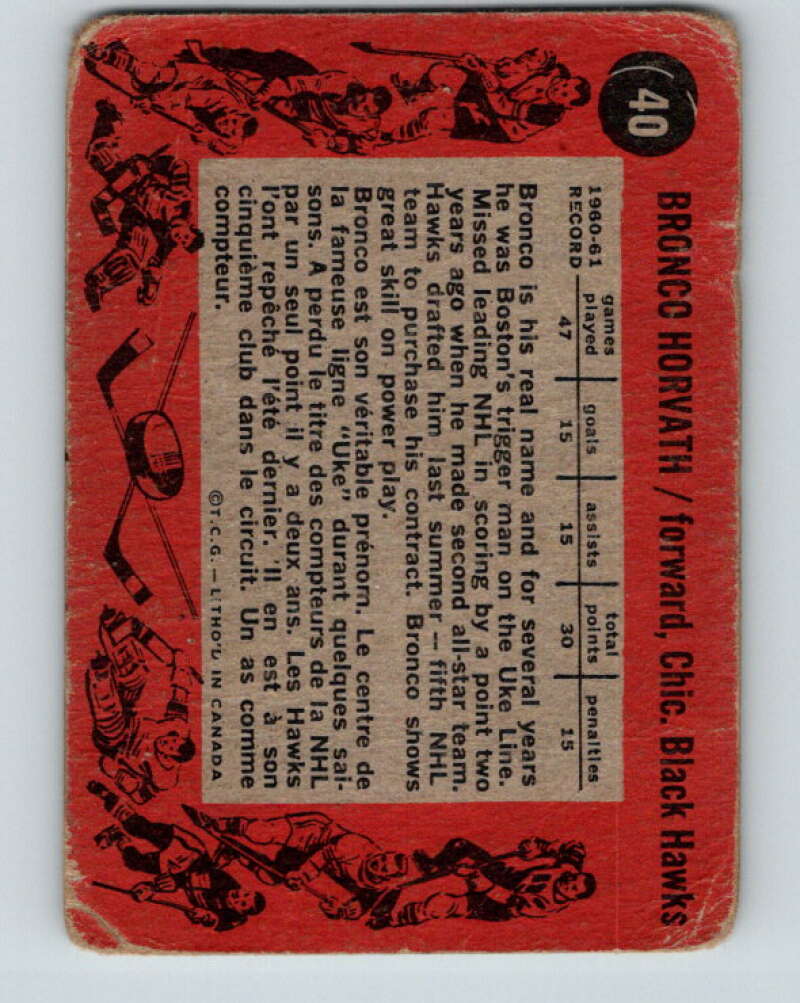 40
BRONCO HORVATH / forward, Chic. Black Hawks
1960-61 RECORD
games played goals assists total points penalties
47 15 15 30 15
Bronco is his real name and for several years
he was Boston's trigger man on the Uke Line.
Missed leading NHL in scoring by a point two
years ago when he made second all-star team.
Hawks drafted him last summer — fifth NHL
team to purchase his contract. Bronco shows
great skill on power play.
Bronco est son véritable prénom. Le centre de
la fameuse ligne "Uke" durant quelques sai-
sons. A perdu le titre des compteurs de la NHL
par un seul point il y a deux ans. Les Hawks
l'ont repêché l'été dernier. 'Il en est à son
cinquième club dans le circuit. Un as comme
compteur.
©T.C.G. — LITHO'D IN CANADA